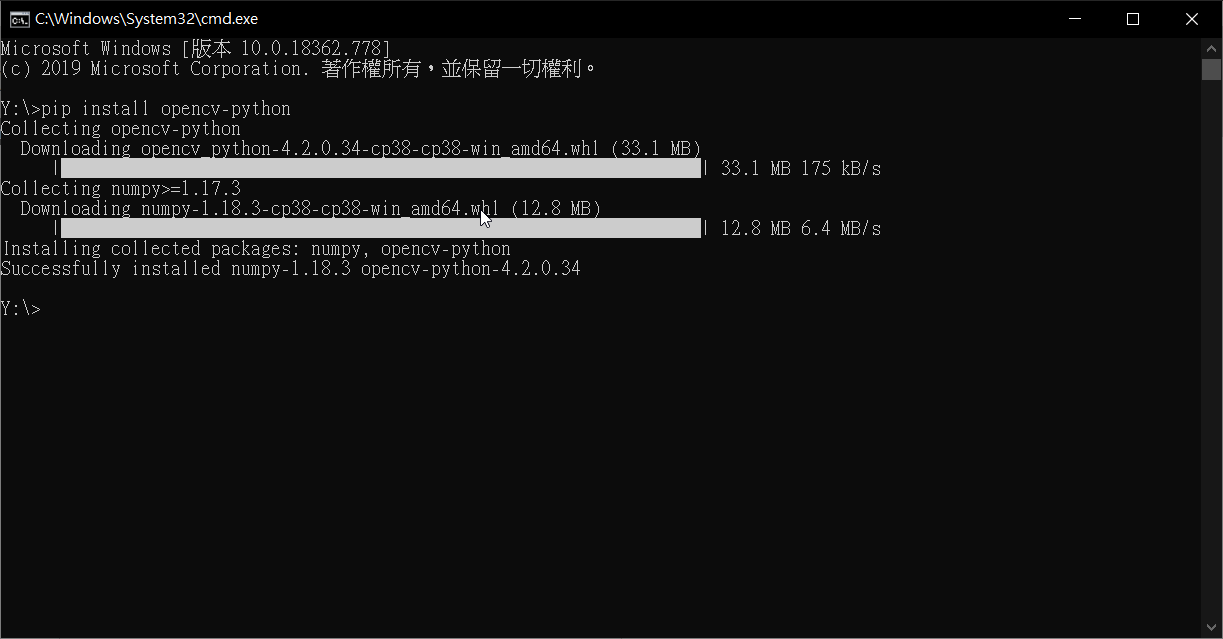 C:\Windows\System32\cmd.exe
Microsoft Windows [版本 10.0.18362.778]
(c) 2019 Microsoft Corporation. 著作權所有，並保留一切權利。
Y:\>pip install opencv-python
Collecting opencv-python
Downloading opencv_python-4.2.0.34-cp38-cp38-win_amd64.whl (33.1 MB)
| | 33.1 MB 175 kB/s
Collecting numpy>=1.17.3
Downloading numpy-1.18.3-cp38-cp38-win_amd64.whl (12.8 MB)
| | 12.8 MB 6.4 MB/s
Installing collected packages: numpy, opencv-python
Successfully installed numpy-1.18.3 opencv-python-4.2.0.34
Y:\>